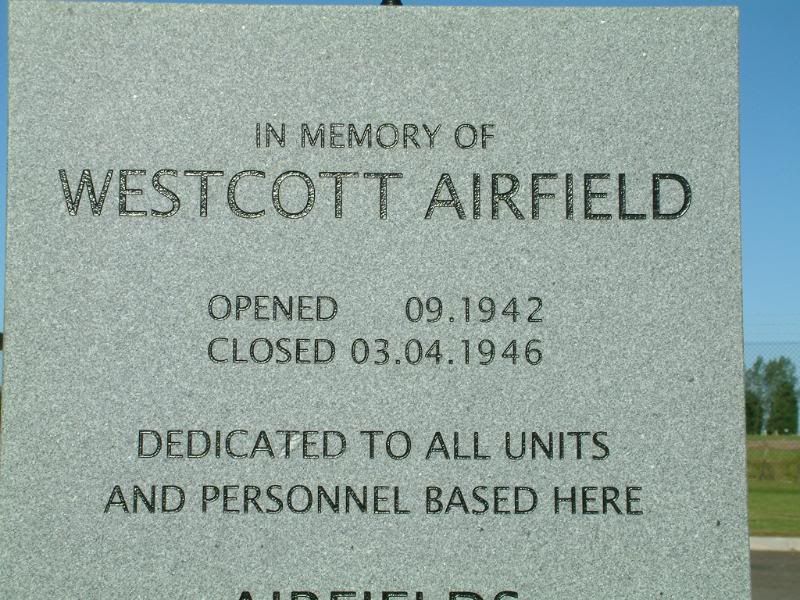 IN MEMORY OF
WESTCOTT AIRFIELD
OPENED 09.1942
CLOSED 03.04.1946
DEDICATED TO ALL UNITS
AND PERSONNEL BASED HERE
AIRFIELDS